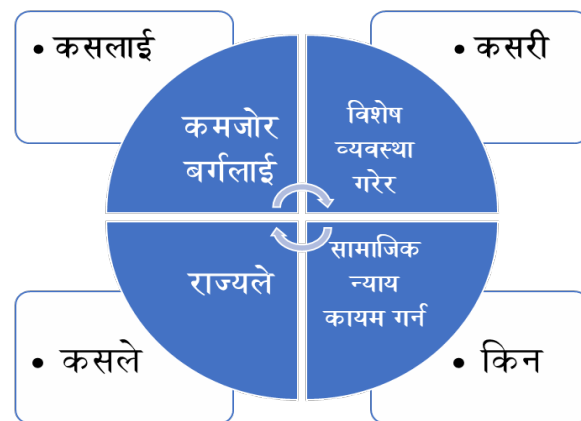 • कसलाई
• कसरी
कमजोर
बर्गलाई
विशेष
व्यवस्था
गरेर
राज्यले
सामाजिक
न्याय
कायम गर्न
• कसले
• किन